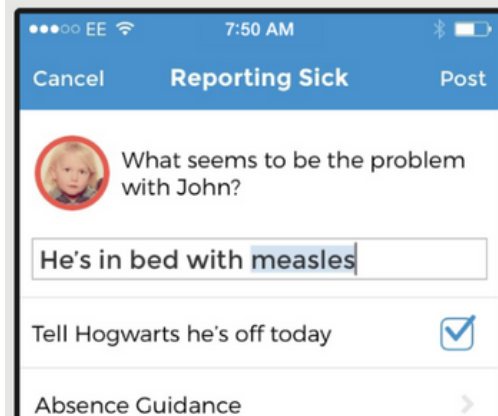 EE 7:50 AM
Cancel Reporting Sick Post
What seems to be the problem
with John?
He's in bed with measles
Tell Hogwarts he's off today
Absence Guidance